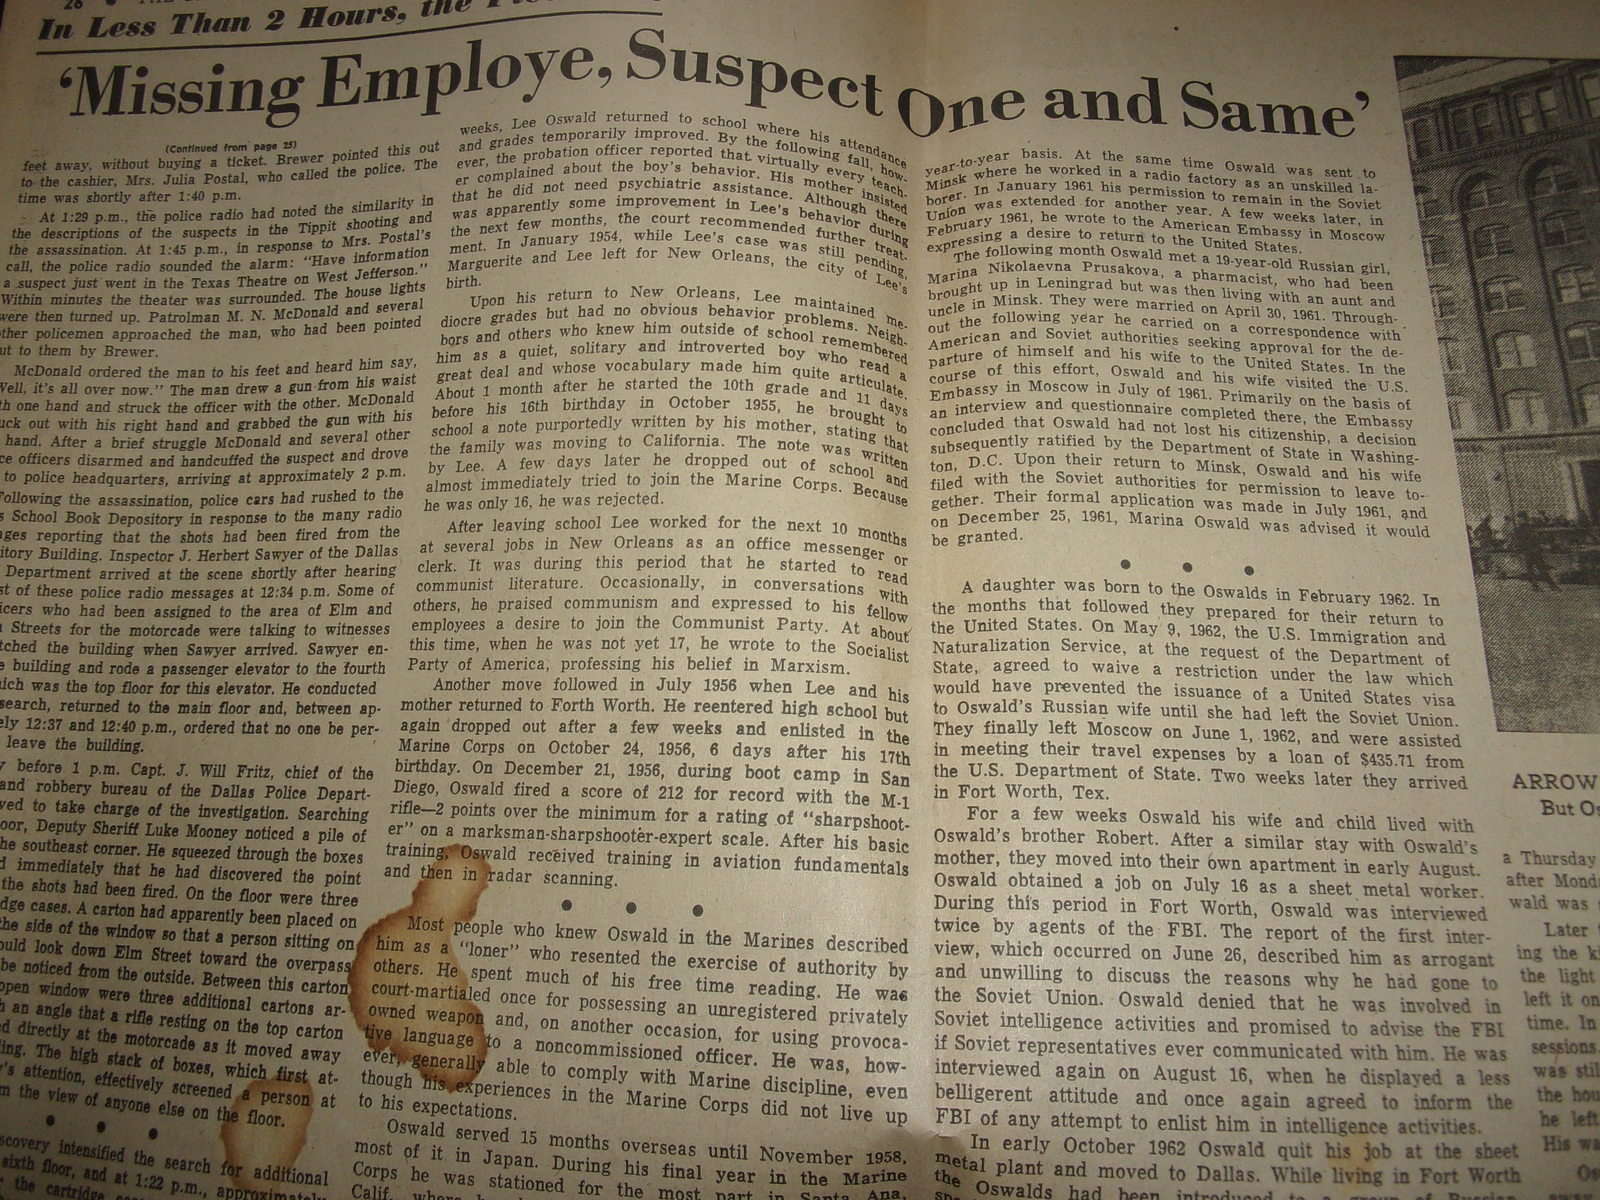 26
In Less Than 2 Hours, the
'Missing Employe, Suspect One and Same'
(Continued from page 25)
feet away, without buying a ticket. Brewer pointed this out
to the cashier, Mrs. Julia Postal, who called the police. The
time was shortly after 1:40 p.m.
At 1:29 p.m., the police radio had noted the similarity in
the descriptions of the suspects in the Tippit shooting and
the assassination. At 1:45 p.m., in response to Mrs. Postal's
call, the police radio sounded the alarm: "Have information
a suspect just went in the Texas Theatre on West Jefferson."
Within minutes the theater was surrounded. The house lights
were then turned up. Patrolman M. N. McDonald and several
other policemen approached the man, who had been pointed
ut to them by Brewer.
McDonald ordered the man to his feet and heard him say,
Well, it's all over now." The man drew a gun from his waist
th one hand and struck the officer with the other. McDonald
uck out with his right hand and grabbed the gun with his
hand. After a brief struggle McDonald and several other
ce officers disarmed and handcuffed the suspect and drove
to police headquarters, arriving at approximately 2 p.m.
Following the assassination, police cars had rushed to the
s School Book Depository in response to the many radio
ages reporting that the shots had been fired from the
itory Building. Inspector J. Herbert Sawyer of the Dallas
Department arrived at the scene shortly after hearing
st of these police radio messages at 12:34 p.m. Some of
icers who had been assigned to the area of Elm and
Streets for the motorcade were talking to witnesses
tched the building when Sawyer arrived. Sawyer en-
e building and rode a passenger elevator to the fourth
ich was the top floor for this elevator. He conducted
search, returned to the main floor and, between ap-
ely 12:37 and 12:40 p.m., ordered that no one be per-
leave the building.
y before 1 p.m. Capt. J. Will Fritz, chief of the
and robbery bureau of the Dallas Police Depart-
ved to take charge of the investigation. Searching
oor, Deputy Sheriff Luke Mooney noticed a pile of
he southeast corner. He squeezed through the boxes
d immediately that he had discovered the point
the shots had been fired. On the floor were three
dge cases. A carton had apparently been placed on
the side of the window so that a person sitting on
ould look down Elm Street toward the overpass
be noticed from the outside. Between this carton
open window were three additional cartons ar-
h an angle that a rifle resting on the top carton
ed directly at the motorcade as it moved away
ing. The high stack of boxes, which first at-
y's attention, effectively screened a person at
m the view of anyone else on the floor.
scovery intensified the search for additional
sixth floor, and at 1:22 p.m., approximately
the cartridge
weeks, Lee Oswald returned to school where his attendance
and grades temporarily improved. By the following fall, how-
ever, the probation officer reported that virtually every teach-
er complained about the boy's behavior. His mother insisted
that he did not need psychiatric assistance. Although there
was apparently some improvement in Lee's behavior during
the next few months, the court recommended further treat-
ment. In January 1954, while Lee's case was still pending,
Marguerite and Lee left for New Orleans, the city of Lee's
birth.
Upon his return to New Orleans, Lee maintained me-
diocre grades but had no obvious behavior problems. Neigh-
bors and others who knew him outside of school remembered
him as a quiet, solitary and introverted boy who read a
great deal and whose vocabulary made him quite articulate.
About 1 month after he started the 10th grade and 11 days
before his 16th birthday in October 1955, he brought to
school a note purportedly written by his mother, stating that
the family was moving to California. The note was written
by Lee. A few days later he dropped out of school and
almost immediately tried to join the Marine Corps. Because
he was only 16, he was rejected.
After leaving school Lee worked for the next 10 months
at several jobs in New Orleans as an office messenger or
clerk. It was during this period that he started to read
communist literature. Occasionally, in conversations with
others, he praised communism and expressed to his fellow
employees a desire to join the Communist Party. At about
this time, when he was not yet 17, he wrote to the Socialist
Party of America, professing his belief in Marxism.
Another move followed in July 1956 when Lee and his
mother returned to Forth Worth. He reentered high school but
again dropped out after a few weeks and enlisted in the
Marine Corps on October 24, 1956, 6 days after his 17th
birthday. On December 21, 1956, during boot camp in San
Diego, Oswald fired a score of 212 for record with the M-1
rifle—2 points over the minimum for a rating of "sharpshoot-
er" on a marksman-sharpshooter-expert scale. After his basic
training, Oswald received training in aviation fundamentals
and then in radar scanning.
Most people who knew Oswald in the Marines described
him as a "loner" who resented the exercise of authority by
others. He spent much of his free time reading. He was
court-martialed once for possessing an unregistered privately
owned weapon and, on another occasion, for using provoca-
tive language to a noncommissioned officer. He was, how-
ever, generally able to comply with Marine discipline, even
though his experiences in the Marine Corps did not live up
to his expectations.
Oswald served 15 months overseas until November 1958,
most of it in Japan. During his final year in the Marine
Corps he was stationed for the most part in Santa Ana,
Calif., where
year-to-year basis. At the same time Oswald was sent to
Minsk where he worked in a radio factory as an unskilled la-
borer. In January 1961 his permission to remain in the Soviet
Union was extended for another year. A few weeks later, in
February 1961, he wrote to the American Embassy in Moscow
expressing a desire to return to the United States.
The following month Oswald met a 19-year-old Russian girl,
Marina Nikolaevna Prusakova, a pharmacist, who had been
brought up in Leningrad but was then living with an aunt and
uncle in Minsk. They were married on April 30, 1961. Through-
out the following year he carried on a correspondence with
American and Soviet authorities seeking approval for the de-
parture of himself and his wife to the United States. In the
course of this effort, Oswald and his wife visited the U.S.
Embassy in Moscow in July of 1961. Primarily on the basis of
an interview and questionnaire completed there, the Embassy
concluded that Oswald had not lost his citizenship, a decision
subsequently ratified by the Department of State in Washing-
ton, D.C. Upon their return to Minsk, Oswald and his wife
filed with the Soviet authorities for permission to leave to-
gether. Their formal application was made in July 1961, and
on December 25, 1961, Marina Oswald was advised it would
be granted.
A daughter was born to the Oswalds in February 1962. In
the months that followed they prepared for their return to
the United States. On May 9, 1962, the U.S. Immigration and
Naturalization Service, at the request of the Department of
State, agreed to waive a restriction under the law which
would have prevented the issuance of a United States visa
to Oswald's Russian wife until she had left the Soviet Union.
They finally left Moscow on June 1, 1962, and were assisted
in meeting their travel expenses by a loan of $435.71 from
the U.S. Department of State. Two weeks later they arrived
in Fort Worth, Tex.
For a few weeks Oswald his wife and child lived with
Oswald's brother Robert. After a similar stay with Oswald's
mother, they moved into their own apartment in early August.
Oswald obtained a job on July 16 as a sheet metal worker.
During this period in Fort Worth, Oswald was interviewed
twice by agents of the FBI. The report of the first inter-
view, which occurred on June 26, described him as arrogant
and unwilling to discuss the reasons why he had gone to
the Soviet Union. Oswald denied that he was involved in
Soviet intelligence activities and promised to advise the FBI
if Soviet representatives ever communicated with him. He was
interviewed again on August 16, when he displayed a less
belligerent attitude and once again agreed to inform the
FBI of any attempt to enlist him in intelligence activities.
In early October 1962 Oswald quit his job at the sheet
metal plant and moved to Dallas. While living in Fort Worth
the Oswalds had been introduced to a group of Russian
ARROW
But Os
a Thursday
after Mond
wald was
Later
ing the ki
the light
left it on
time. In
sessions.
was stil
the hou
he left
His wa
Os